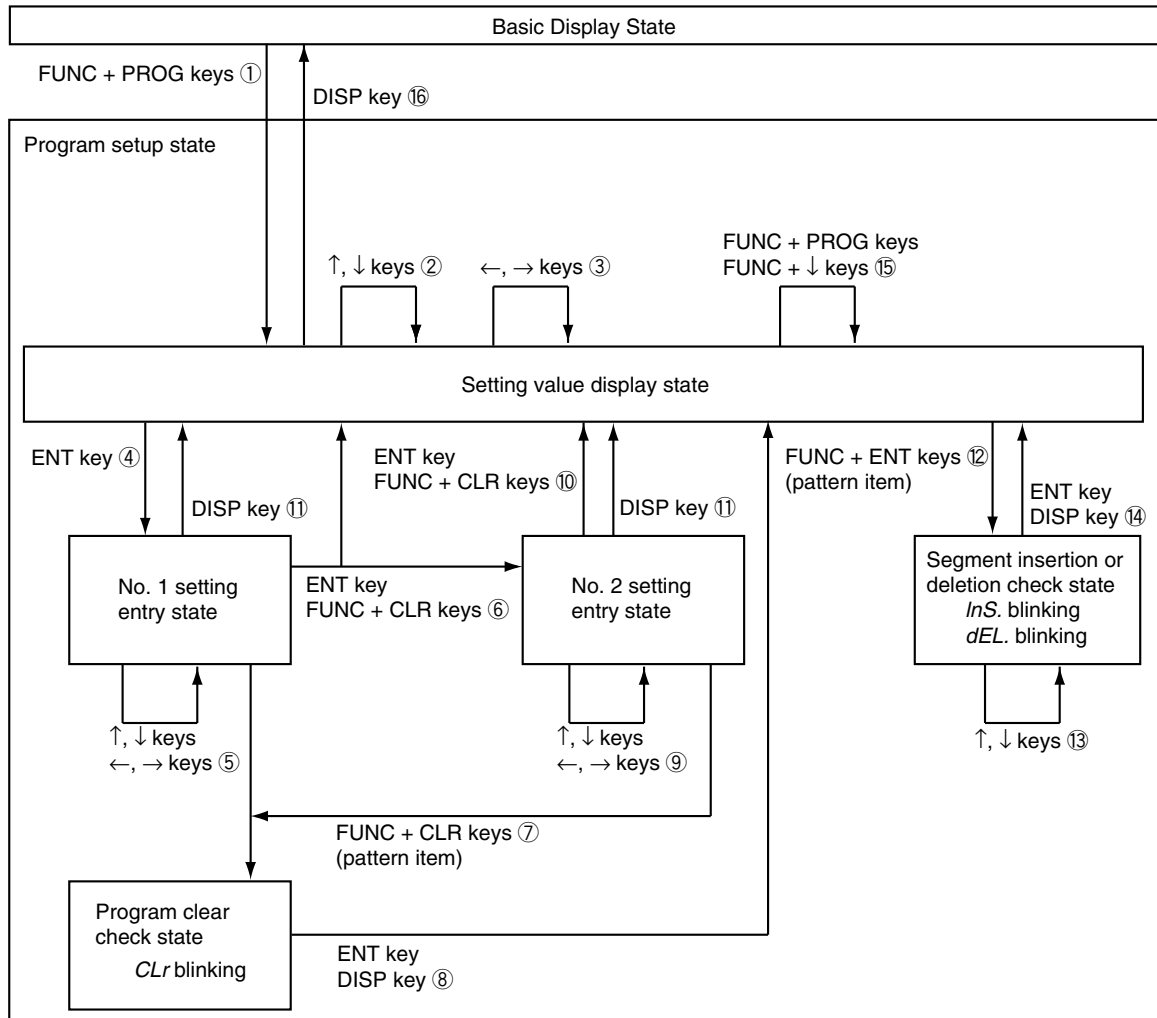 Basic Display State
FUNC + PROG keys ①
DISP key ⑯
Program setup state
↑, ↓ keys ②
←, → keys ③
FUNC + PROG keys
FUNC + ↓ keys ⑮
Setting value display state
ENT key ④
DISP key ⑪
ENT key
FUNC + CLR keys ⑩
DISP key ⑪
FUNC + ENT keys ⑫
(pattern item)
ENT key
DISP key ⑭
No. 1 setting
entry state
ENT key
FUNC + CLR keys ⑥
No. 2 setting
entry state
Segment insertion or
deletion check state
InS. blinking
dEL. blinking
↑, ↓ keys
←, → keys ⑤
↑, ↓ keys
←, → keys ⑨
↑, ↓ keys ⑬
FUNC + CLR keys ⑦
(pattern item)
Program clear
check state
CLr blinking
ENT key
DISP key ⑧